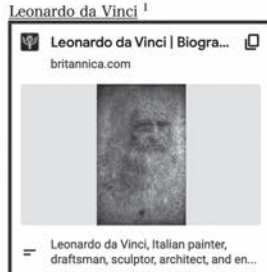 Leonardo da Vinci 1
Leonardo da Vinci | Biogra...
britannica.com
Leonardo da Vinci, Italian painter,
draftsman, sculptor, architect, and en...